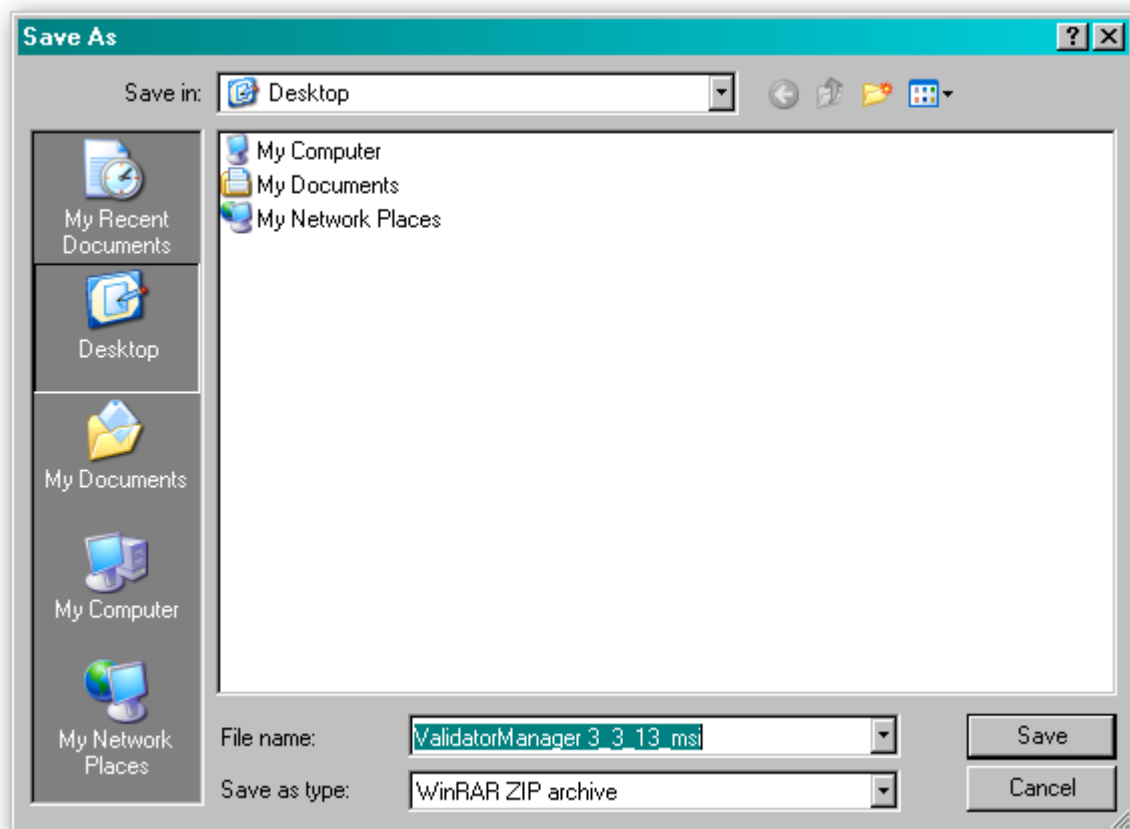 Save As
Save in:
Desktop
My Recent
Documents
Desktop
My Documents
My Computer
My Network
Places
My Computer
My Documents
My Network Places
File name:
ValidatorManager 3_3_13_msi
Save
Save as type:
WinRAR ZIP archive
Cancel